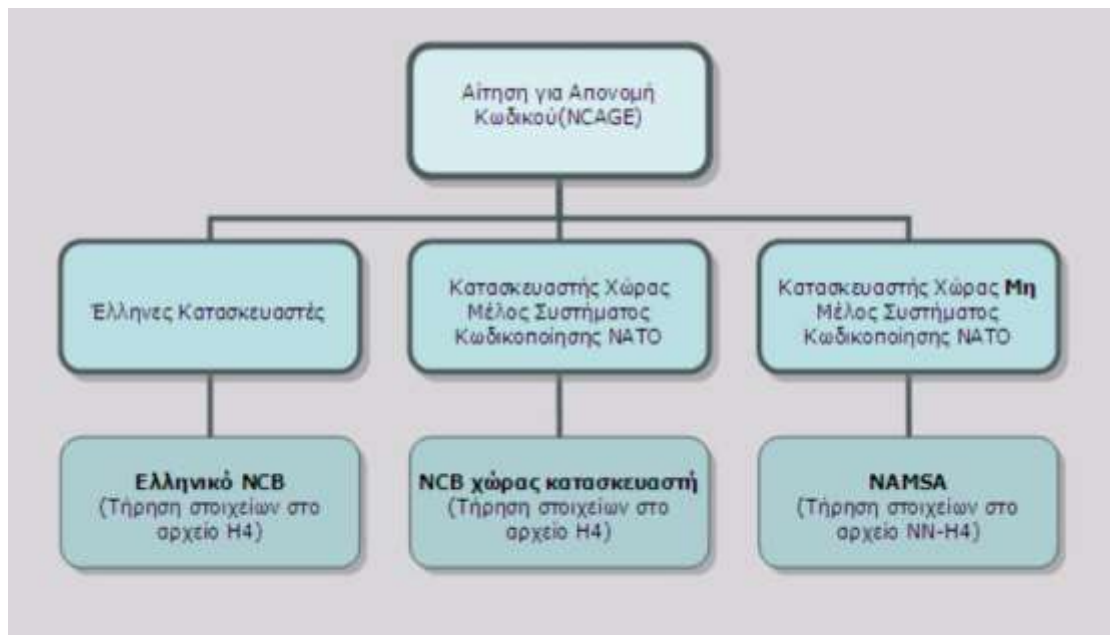 Αίτηση για Απονομή
Κωδικού(NCAGE)
Έλληνες Κατασκευαστές
Κατασκευαστής Χώρας
Μέλος Συστήματος
Κωδικοποίησης NATO
Κατασκευαστής Χώρας Μη
Μέλος Συστήματος
Κωδικοποίησης NATO
Ελληνικό NCB
(Τήρηση στοιχείων στο
αρχείο H4)
NCB χώρας κατασκευαστή
(Τήρηση στοιχείων στο
αρχείο H4)
NAMSA
(Τήρηση στοιχείων στο
αρχείο NN-H4)